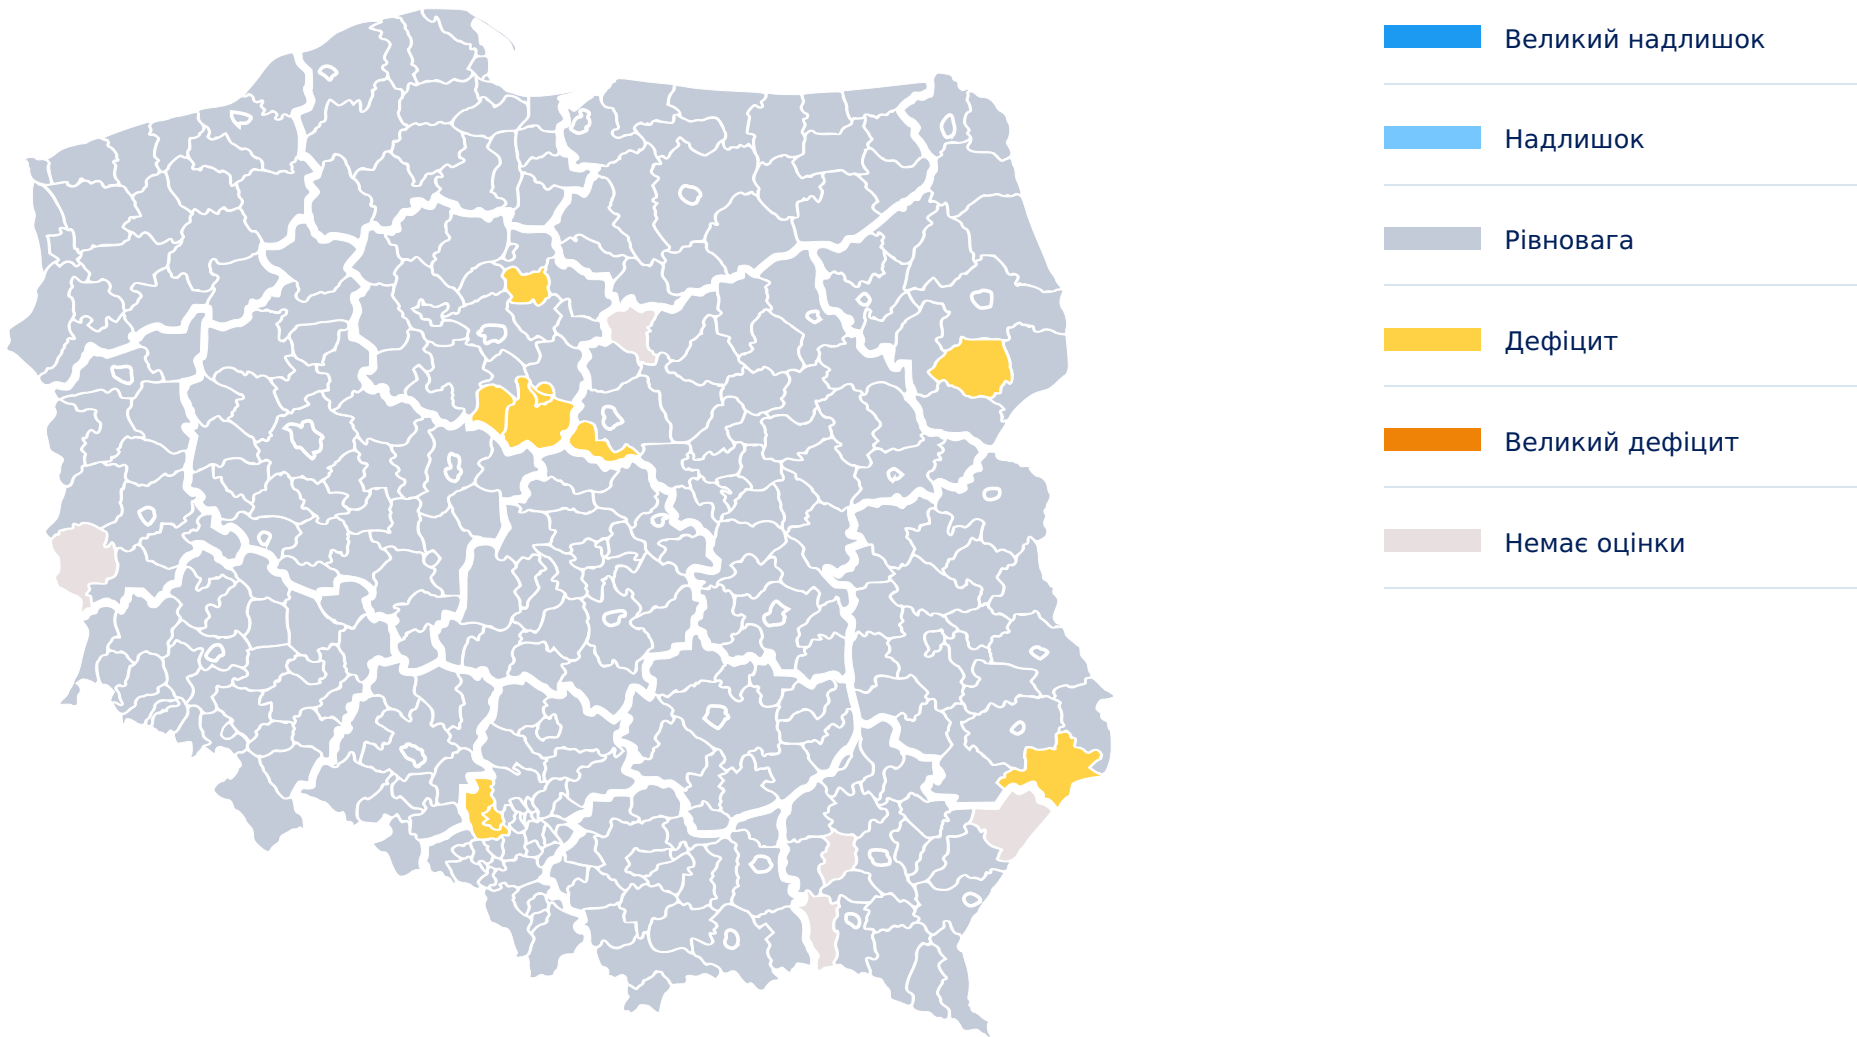 Великий надлишок
Надлишок
Рівновага
Дефіцит
Великий дефіцит
Немає оцінки